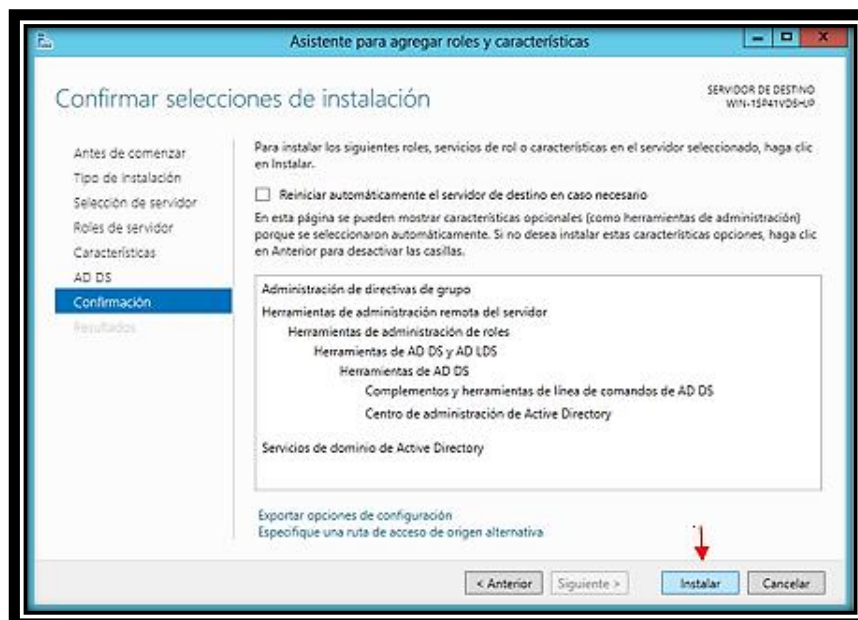 Asistente para agregar roles y características
Confirmar selecciones de instalación
SERVIDOR DE DESTINO
Antes de comenzar
Tipo de instalación
Selección de servidor
Roles de servidor
Características
AD DS
Confirmación
Resultados
Para instalar los siguientes roles, servicios de rol o características en el servidor seleccionado, haga clic
en Instalar.
Reiniciar automáticamente el servidor de destino en caso necesario
En esta página se pueden mostrar características opcionales (como herramientas de administración)
porque se seleccionaron automáticamente. Si no desea instalar estas características opciones, haga clic
en Anterior para desactivar las casillas.
Administración de directivas de grupo
Herramientas de administración remota del servidor
Herramientas de administración de roles
Herramientas de AD DS y AD LDS
Herramientas de AD DS
Complementos y herramientas de línea de comandos de AD DS
Centro de administración de Active Directory
Servicios de dominio de Active Directory
Exportar opciones de configuración
Especifique una ruta de acceso de origen alternativa
< Anterior
Siguiente >
Instalar
Cancelar